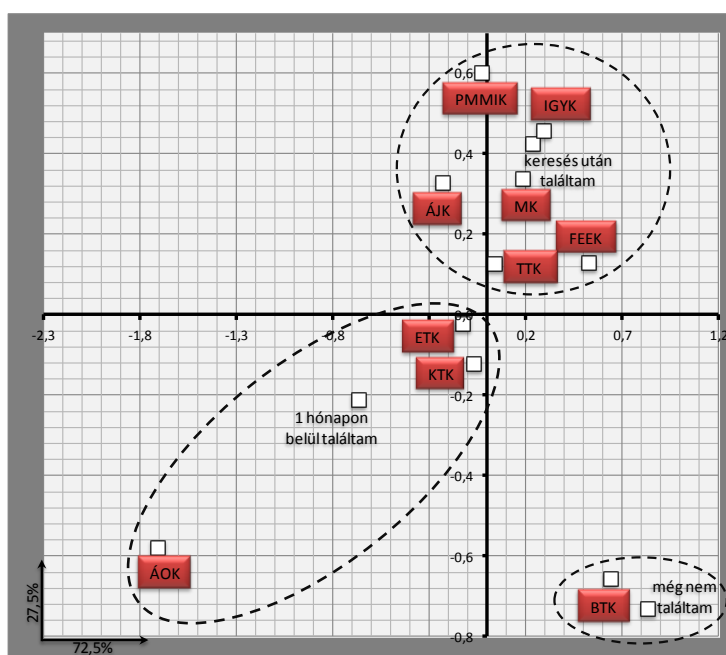 0,6
PMMIK
IGYK
0,4
keresés után
találtam
ÁJK
MK
0,2
FEEK
TTK
0,0
-2,3 -1,8 -1,3 -0,8 0,2 0,7 1,2
ETK
KTK
-0,2
1 hónapon
belül találtam
-0,4
-0,6
ÁOK
27,5%
még nem
találtam
BTK
-0,8
72,5%